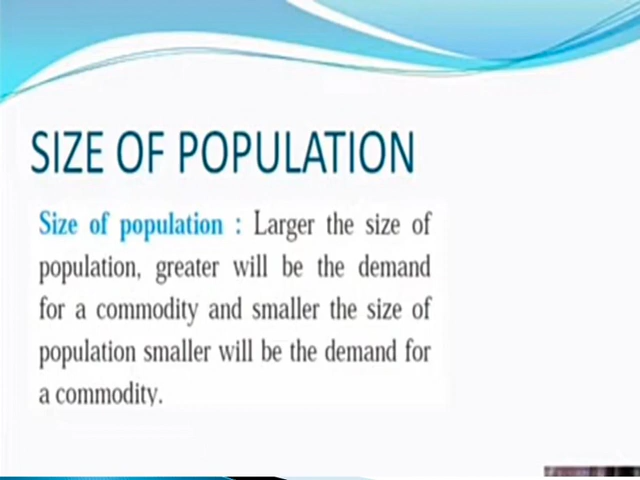 SIZE OF POPULATION
Size of population : Larger the size of
population, greater will be the demand
for a commodity and smaller the size of
population smaller will be the demand for
a commodity.